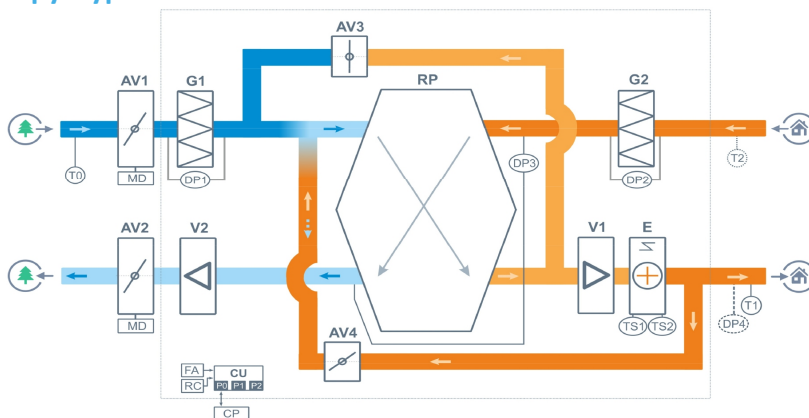 AV3
AV1
G1
RP
G2
T0
MD
DP1
DP3
DP2
T2
AV2
V2
V1
E
MD
TS1
TS2
DP4
T1
AV4
FA
CU
RC
P0 P1 P2
CP